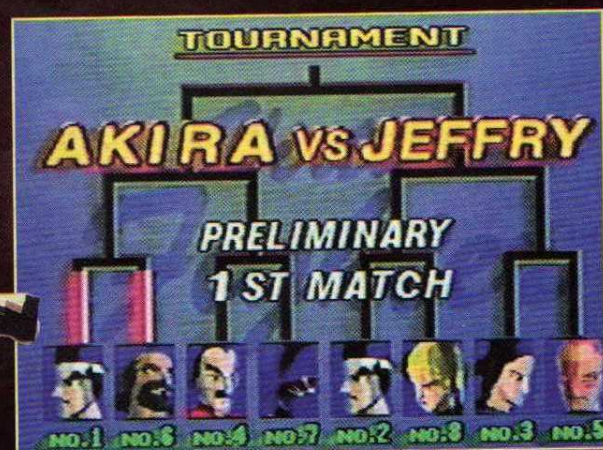 TOURNAMENT
AKIRA VS JEFFRY
PRELIMINARY
1 ST MATCH
NO.1 NO.6 NO.4 NO.7 NO.2 NO.8 NO.3 NO.5